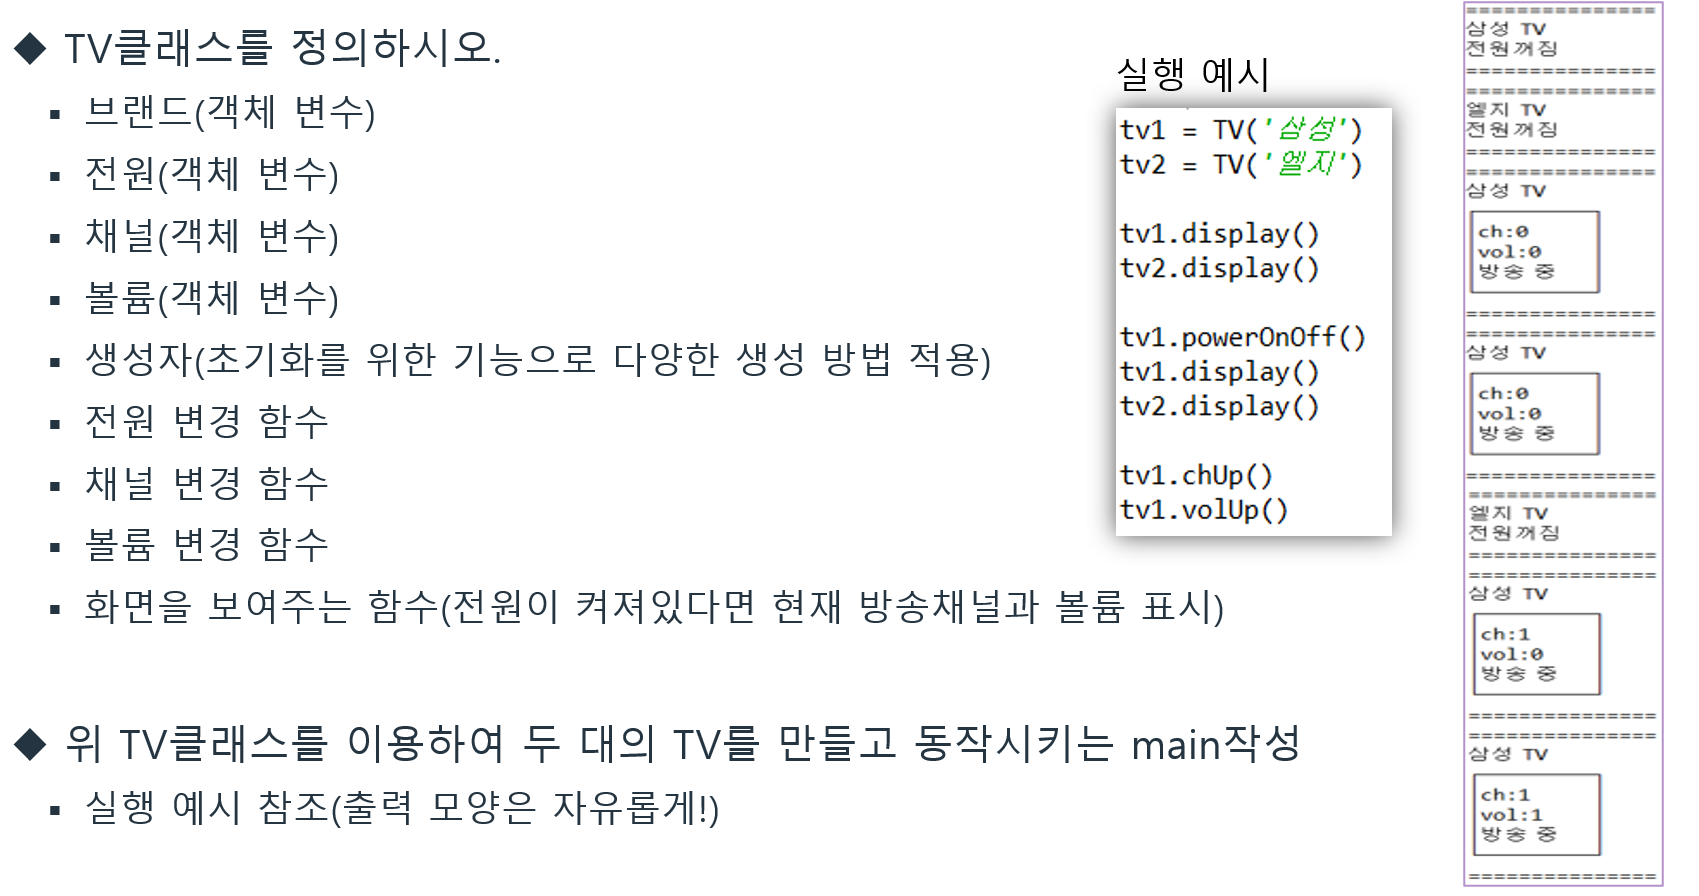 ◆ TV클래스를 정의하시오.
▪ 브랜드(객체 변수)
▪ 전원(객체 변수)
▪ 채널(객체 변수)
▪ 볼륨(객체 변수)
▪ 생성자(초기화를 위한 기능으로 다양한 생성 방법 적용)
▪ 전원 변경 함수
▪ 채널 변경 함수
▪ 볼륨 변경 함수
▪ 화면을 보여주는 함수(전원이 켜져있다면 현재 방송채널과 볼륨 표시)
◆ 위 TV클래스를 이용하여 두 대의 TV를 만들고 동작시키는 main작성
▪ 실행 예시 참조(출력 모양은 자유롭게!)
실행 예시
tv1 = TV('삼성')
tv2 = TV('엘지')
tv1.display()
tv2.display()
tv1.powerOnOff()
tv1.display()
tv2.display()
tv1.chUp()
tv1.volUp()
===============
삼성 TV
전원꺼짐
===============
===============
엘지 TV
전원꺼짐
===============
===============
삼성 TV
ch:0
vol:0
방송 중
===============
===============
삼성 TV
ch:0
vol:0
방송 중
===============
===============
엘지 TV
전원꺼짐
===============
===============
삼성 TV
ch:1
vol:0
방송 중
===============
===============
삼성 TV
ch:1
vol:1
방송 중
===============